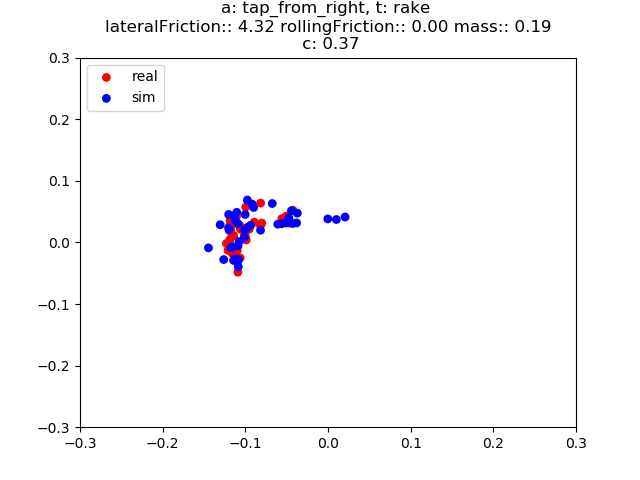 a: tap_from_right, t: rake
lateralFriction:: 4.32 rollingFriction:: 0.00 mass:: 0.19
c: 0.37
real
sim
0.3
0.2
0.1
0.0
−0.1
−0.2
−0.3
−0.3
−0.2
−0.1
0.0
0.1
0.2
0.3